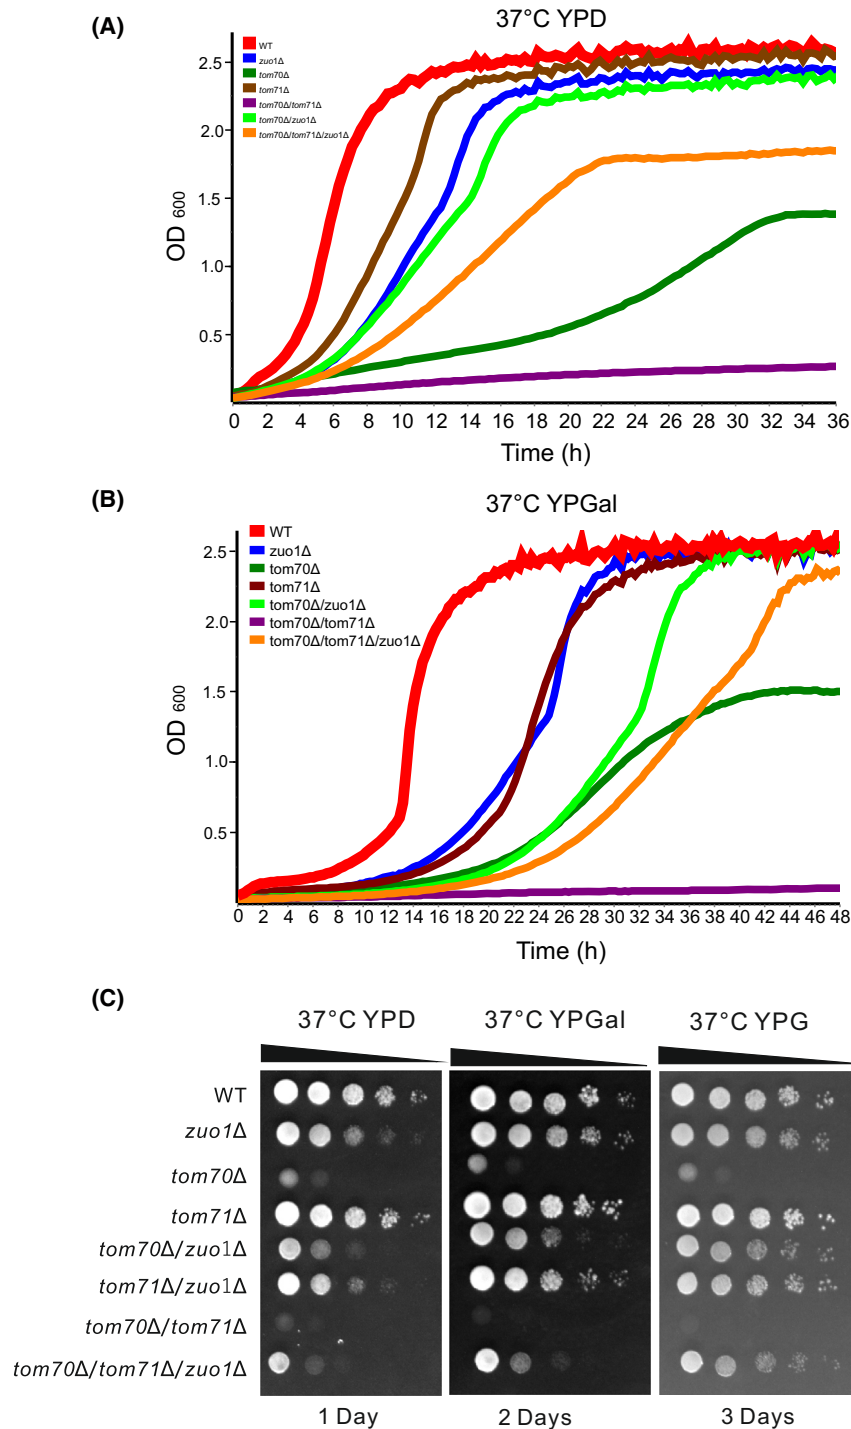 (A)
37°C YPD
WT
zuo1Δ
tom70Δ
tom71Δ
tom70Δ/tom71Δ
tom70Δ/zuo1Δ
tom70Δ/tom71Δ/zuo1Δ
2.5
2.0
1.5
1.0
0.5
OD 600
0 2 4 6 8 10 12 14 16 18 20 22 24 26 28 30 32 34 36
Time (h)
(B)
37°C YPGal
WT
zuo1Δ
tom70Δ
tom71Δ
tom70Δ/zuo1Δ
tom70Δ/tom71Δ
tom70Δ/tom71Δ/zuo1Δ
2.5
2.0
1.5
1.0
0.5
OD 600
0 2 4 6 8 10 12 14 16 18 20 22 24 26 28 30 32 34 36 38 40 42 44 46 48
Time (h)
(C)
37°C YPD 37°C YPGal 37°C YPG
WT
zuo1Δ
tom70Δ
tom71Δ
tom70Δ/zuo1Δ
tom71Δ/zuo1Δ
tom70Δ/tom71Δ
tom70Δ/tom71Δ/zuo1Δ
1 Day 2 Days 3 Days